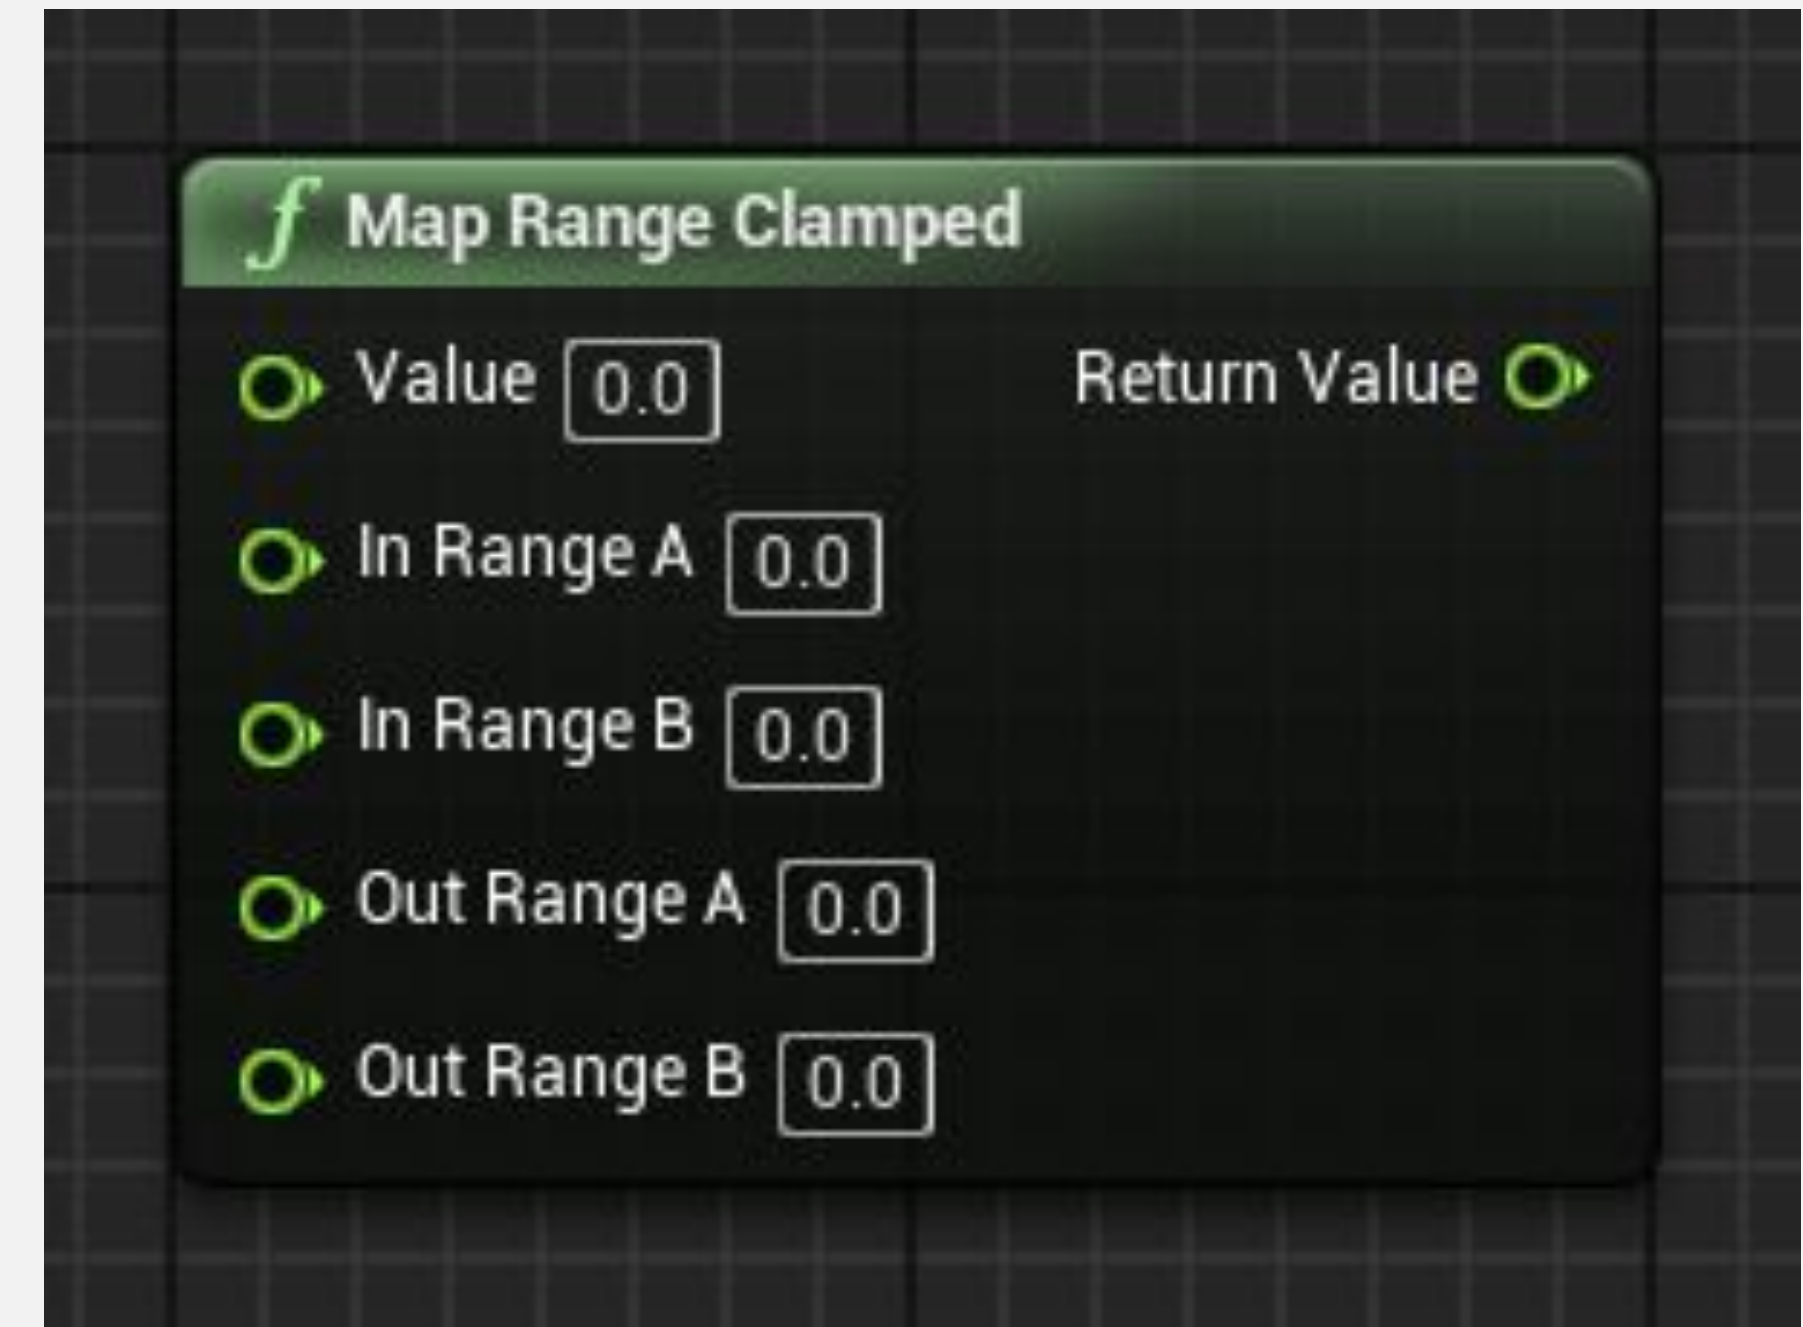 f Map Range Clamped
Value 0.0 Return Value
In Range A 0.0
In Range B 0.0
Out Range A 0.0
Out Range B 0.0